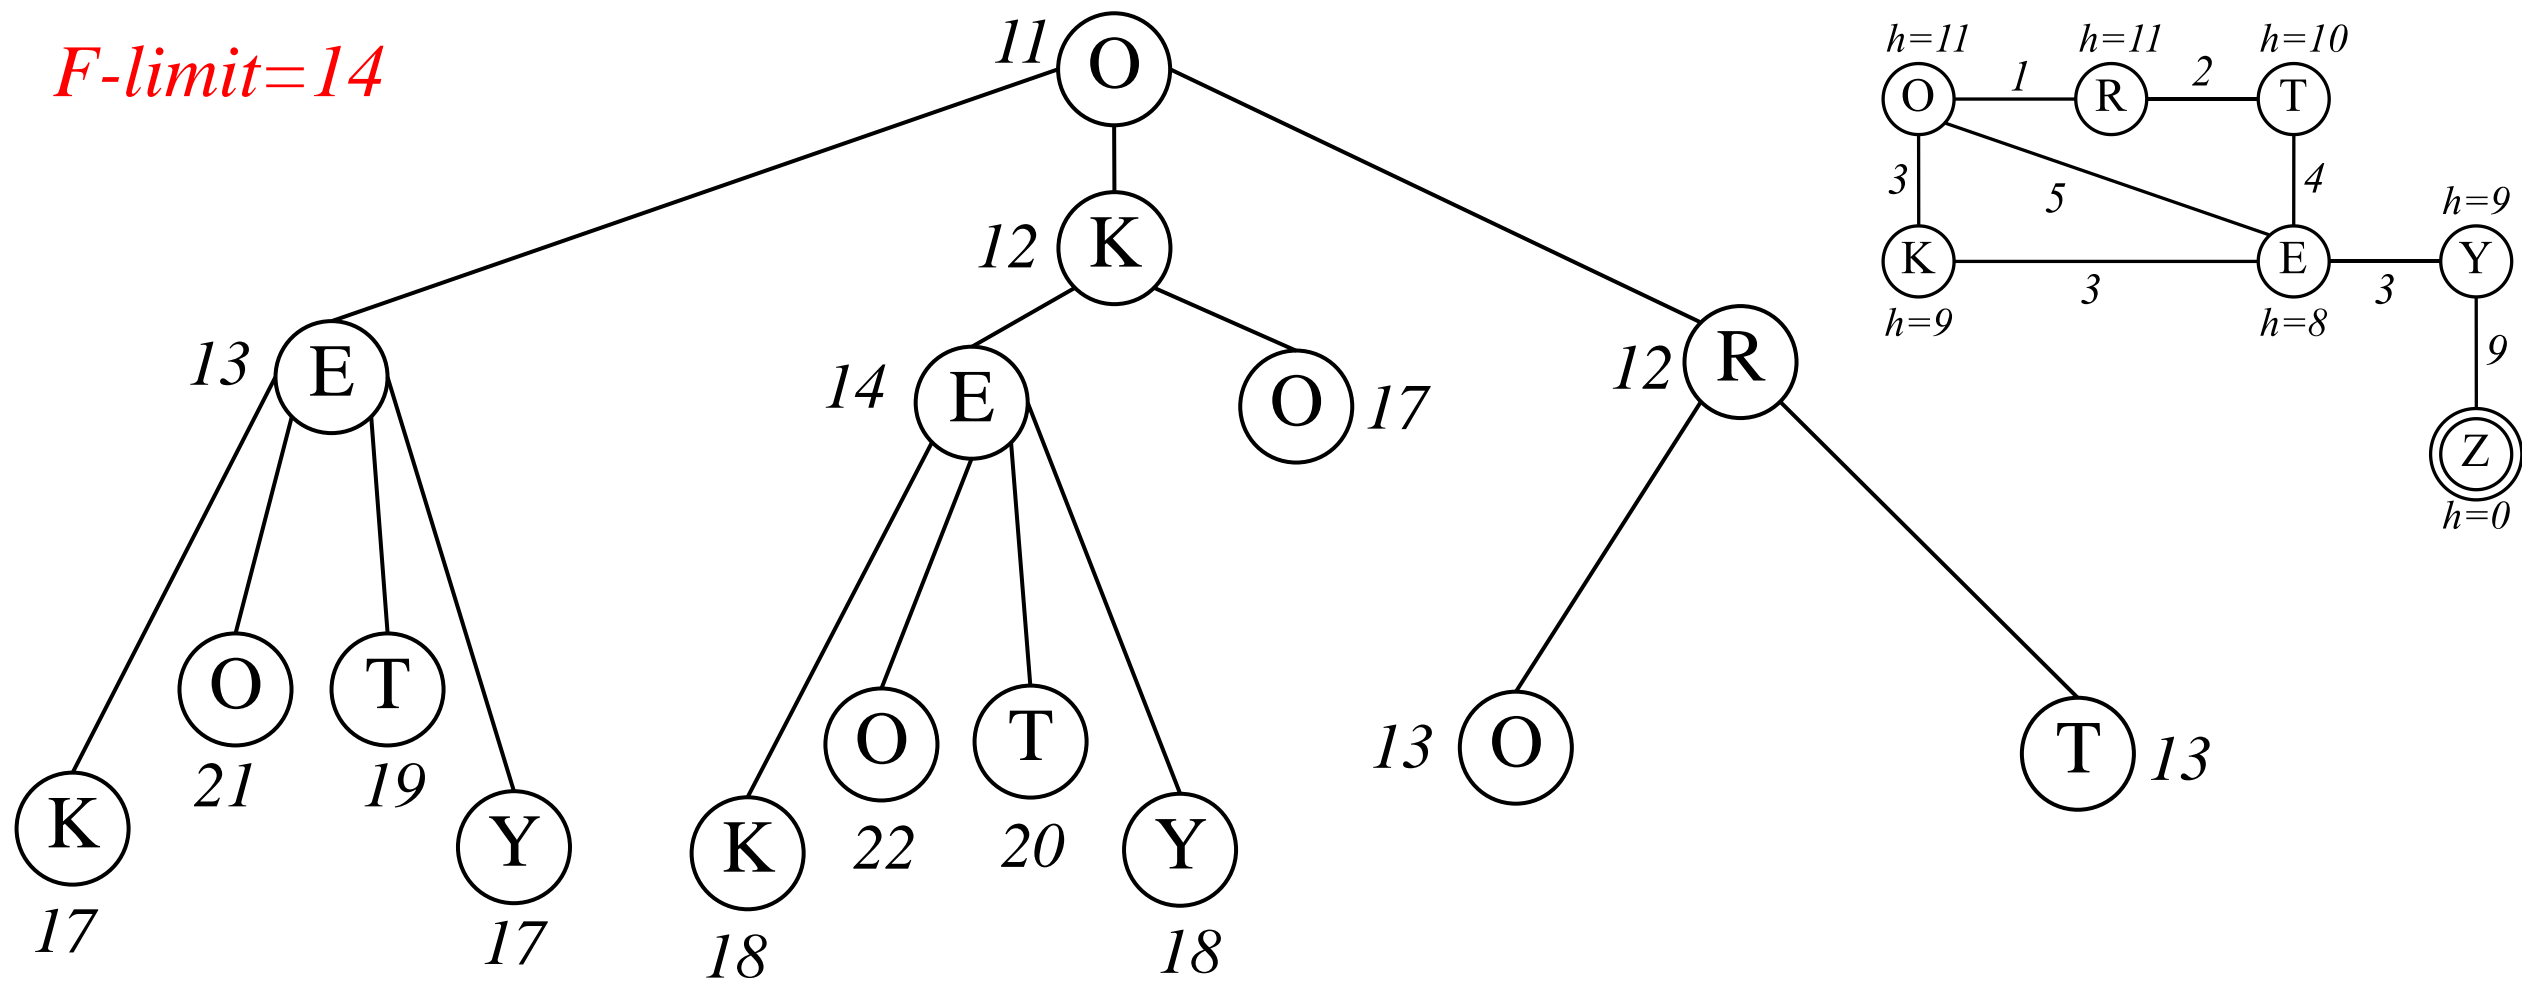 F-limit=14
11 O
12 K
13 E
14 E
O 17
12 R
O
21
T
19
K
17
Y
17
O
22
T
20
K
18
Y
18
13 O
T 13
h=11 h=11 h=10
O 1 R 2 T
3 5 4
h=9
K 3 E 3 Y
h=9 h=8
9
Z
h=0